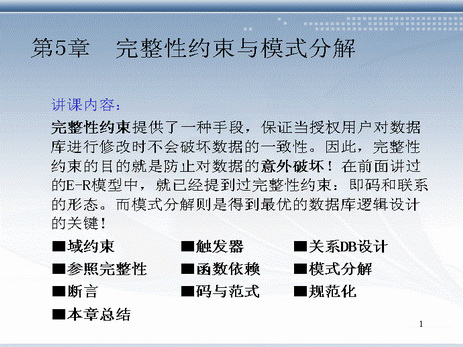 第5章　完整性约束与模式分解
讲课内容：
完整性约束提供了一种手段，保证当授权用户对数据
库进行修改时不会破坏数据的一致性。因此，完整性
约束的目的就是防止对数据的意外破坏！在前面讲过
的E-R模型中，就已经提到过完整性约束：即码和联系
的形态。而模式分解则是得到最优的数据库逻辑设计
的关键！
■域约束 ■触发器 ■关系DB设计
■参照完整性 ■函数依赖 ■模式分解
■断言 ■码与范式 ■规范化
■本章总结
1